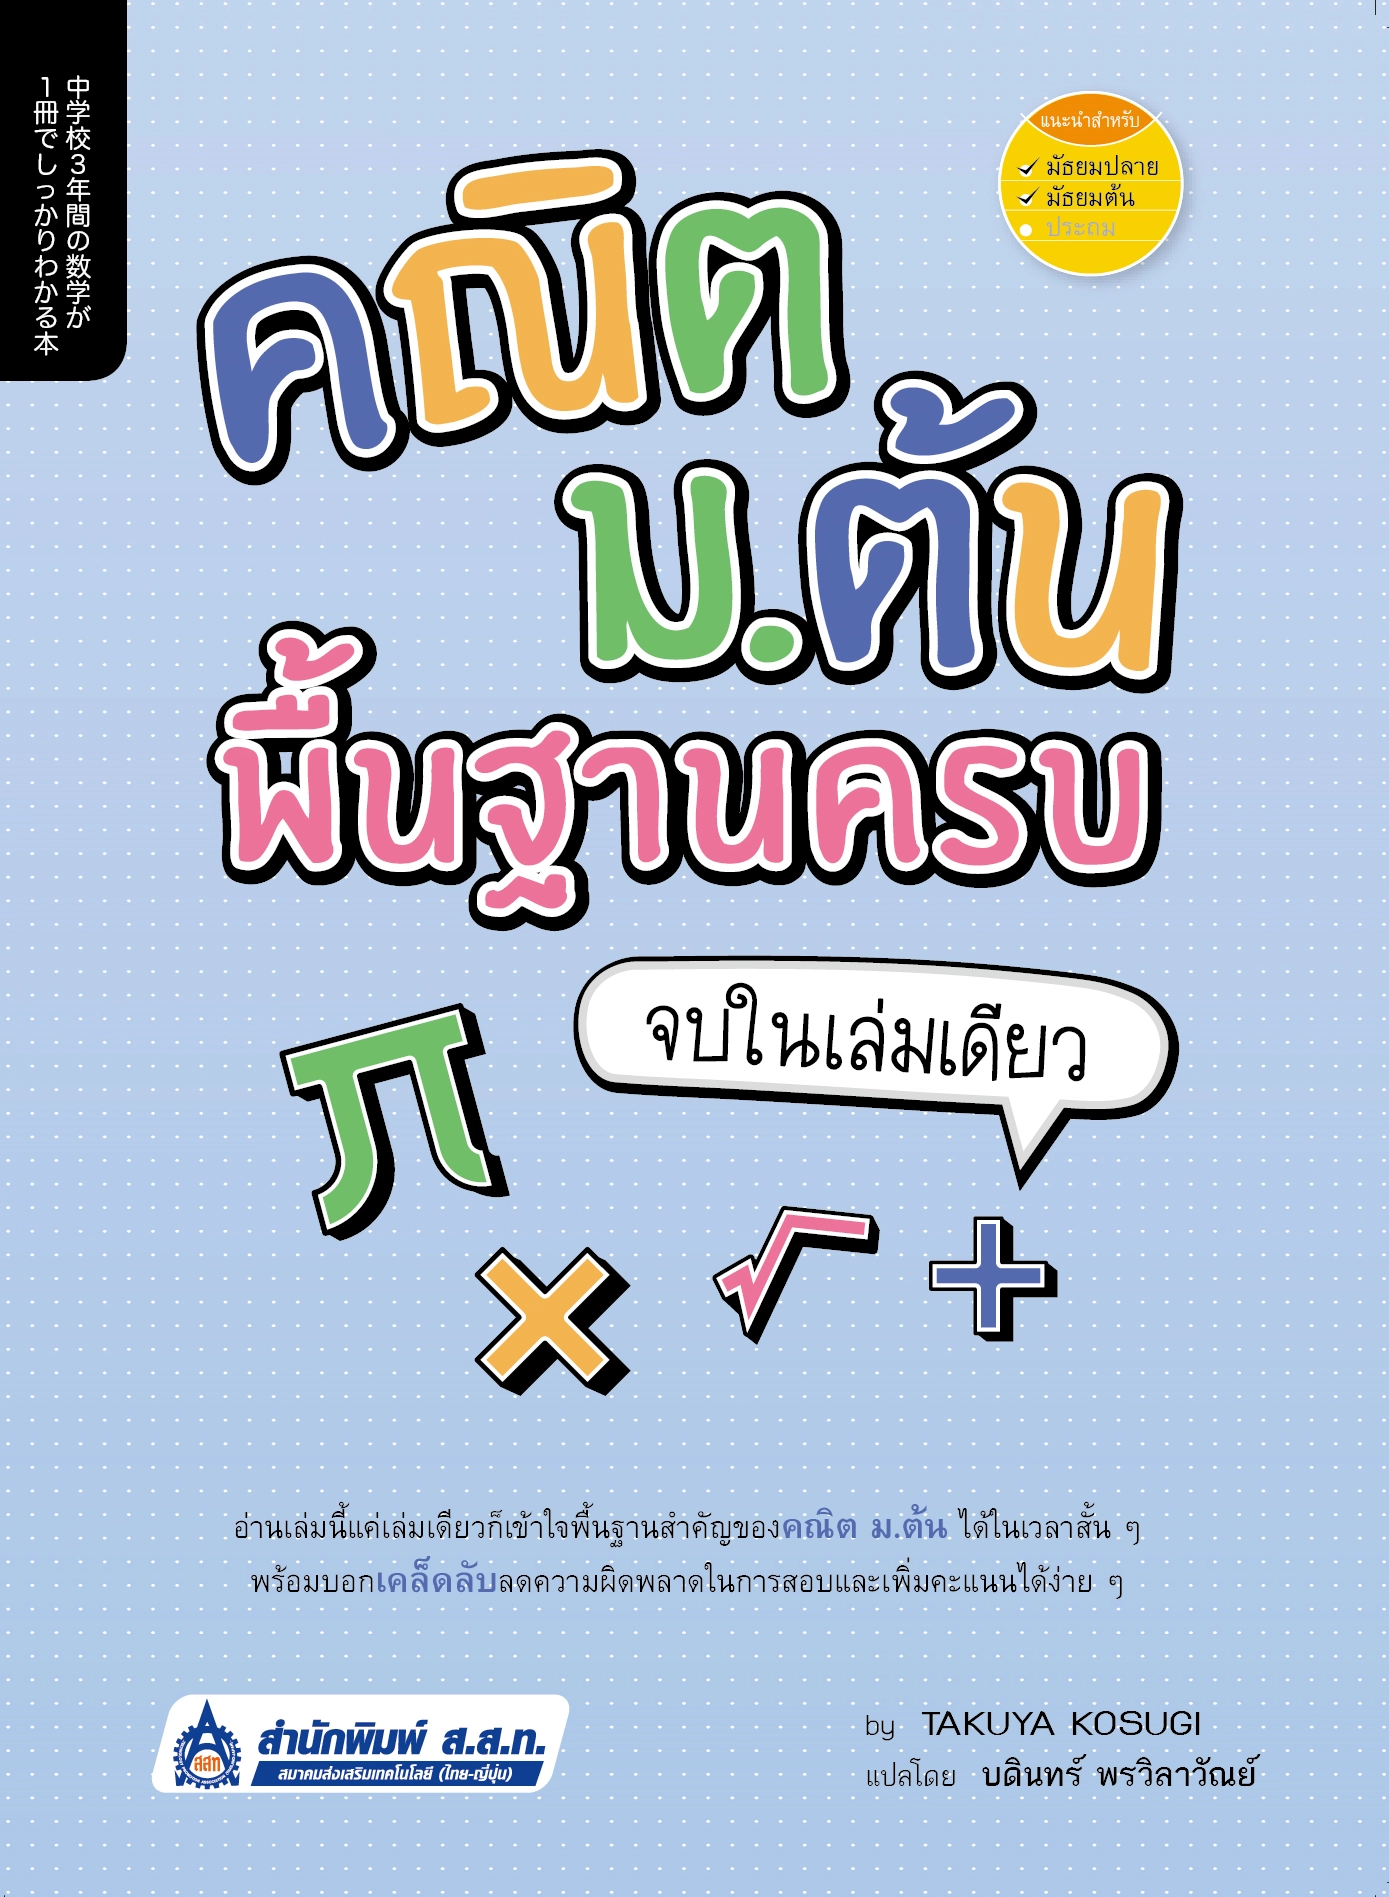 中学校3年間の数学が
1冊でしっかりわかる本
แนะนำสำหรับ
มัธยมปลาย
มัธยมต้น
ประถม
คณิต
ม.ต้น
พื้นฐานครบ
จบในเล่มเดียว
อ่านเล่มนี้แค่เล่มเดียวก็เข้าใจพื้นฐานสำคัญของคณิต ม.ต้น ได้ในเวลาสั้น ๆ
พร้อมบอกเคล็ดลับลดความผิดพลาดในการสอบและเพิ่มคะแนนได้ง่าย ๆ
สสท
สำนักพิมพ์ ส.ส.ท.
สมาคมส่งเสริมเทคโนโลยี (ไทย-ญี่ปุ่น)
by TAKUYA KOSUGI
แปลโดย บดินทร์ พรวิลาวัณย์